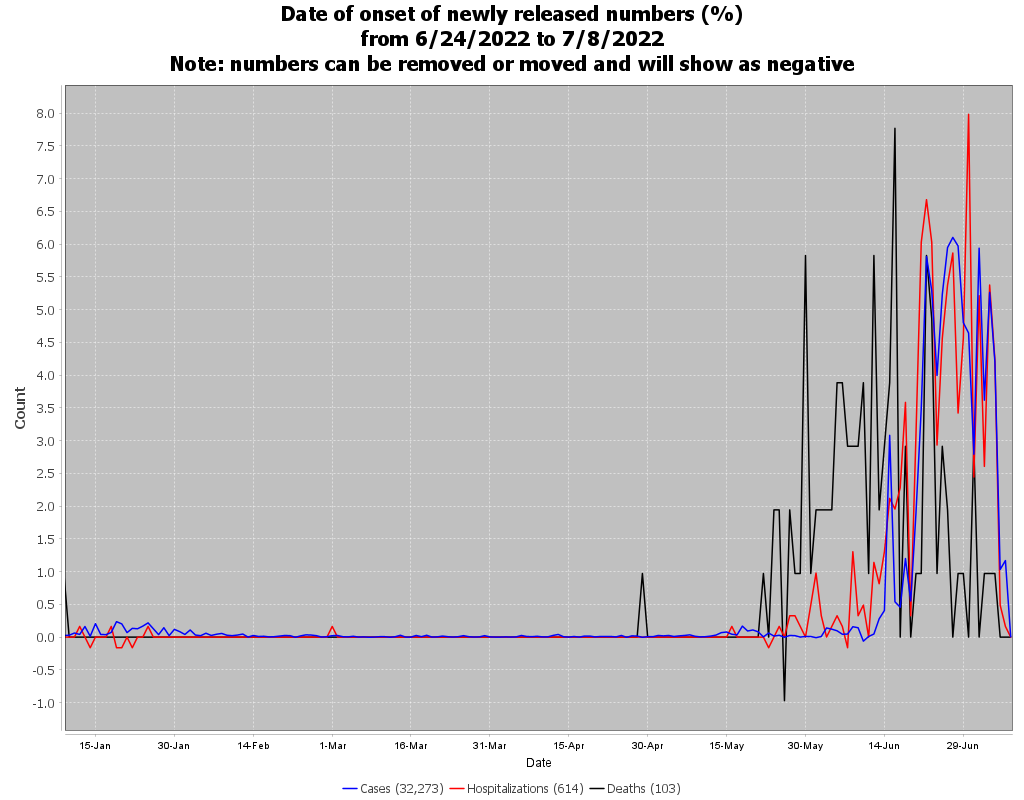 Date of onset of newly released numbers (%)
from 6/24/2022 to 7/8/2022
Note: numbers can be removed or moved and will show as negative
8.0
7.5
7.0
6.5
6.0
5.5
5.0
4.5
4.0
3.5
3.0
2.5
2.0
1.5
1.0
0.5
0.0
-0.5
-1.0
Count
15-Jan 30-Jan 14-Feb 1-Mar 16-Mar 31-Mar 15-Apr 30-Apr 15-May 30-May 14-Jun 29-Jun
Date
Cases (32,273) Hospitalizations (614) Deaths (103)